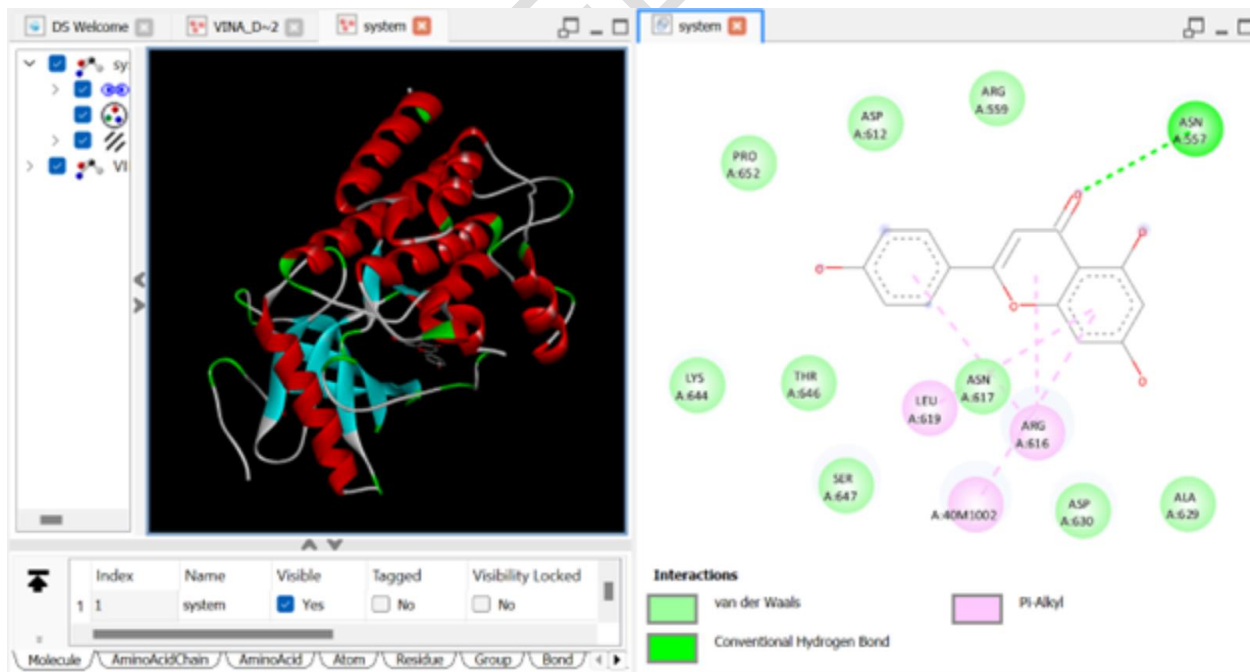 DS Welcome
VINA_D~2
system
sy
VI
Index Name Visible Tagged Visibility Locked
1 1 system Yes No No
Molecule AminoAcidChain AminoAcid Atom Residue Group Bond
system
ARG
A:559
ASP
A:612
ASN
A:557
PRO
A:652
O
O
O
O
O
LYS
A:644
THR
A:646
LEU
A:619
ASN
A:617
ARG
A:616
SER
A:647
A:40M1002
ASP
A:630
ALA
A:629
Interactions
van der Waals
Conventional Hydrogen Bond
Pi-Alkyl